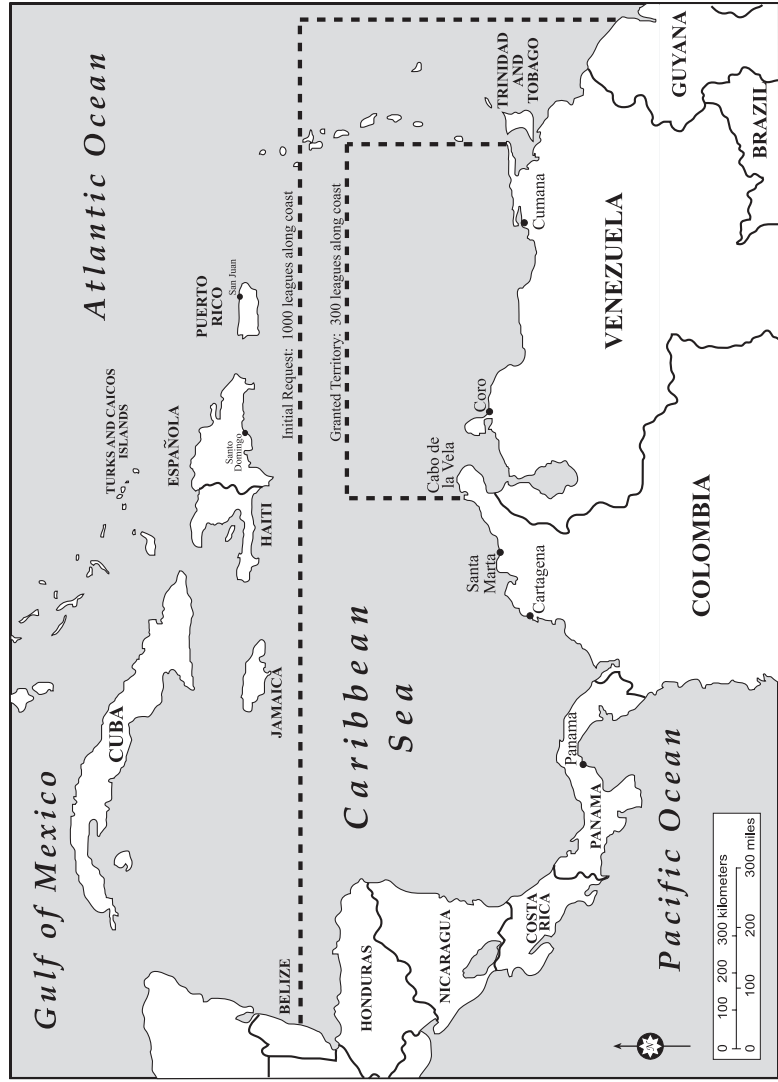 Gulf of Mexico
Atlantic Ocean
CUBA
TURKS AND CAICOS
ISLANDS
ESPAÑOLA
Santo
Domingo
HAITI
PUERTO
RICO
San Juan
JAMAICA
BELIZE
Initial Request: 1000 leagues along coast
Granted Territory: 300 leagues along coast
Caribbean
Sea
HONDURAS
NICARAGUA
COSTA
RICA
PANAMA
Panama
Santa
Marta
Cartagena
Cabo de
la Vela
Coro
Cumana
TRINIDAD
AND
TOBAGO
VENEZUELA
COLOMBIA
GUYANA
BRAZIL
Pacific Ocean
N
0 100 200 300 kilometers
0 100 200 300 miles